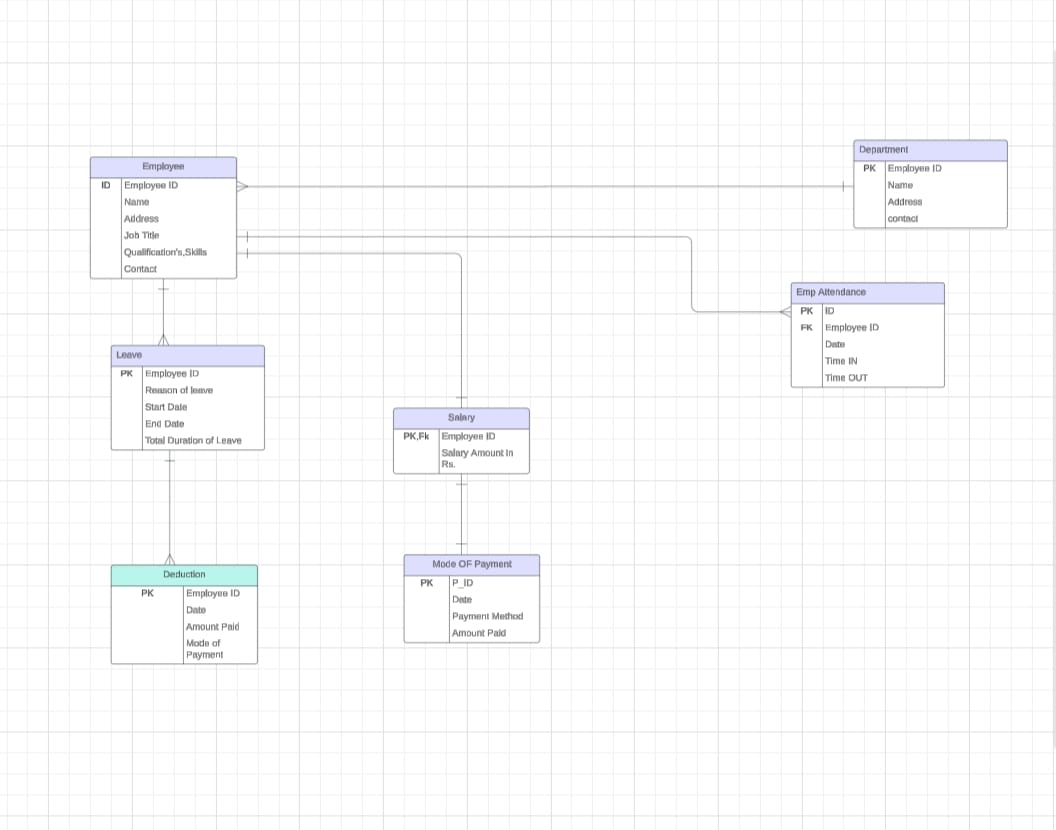 Employee
ID Employee ID
Name
Address
Job Title
Qualification's,Skills
Contact
Department
PK Employee ID
Name
Address
contact
Emp Attendance
PK ID
FK Employee ID
Date
Time IN
Time OUT
Leave
PK Employee ID
Reason of leave
Start Date
End Date
Total Duration of Leave
Salary
PK,Fk Employee ID
Salary Amount In
Rs.
Deduction
PK Employee ID
Date
Amount Paid
Mode of
Payment
Mode OF Payment
PK P_ID
Date
Payment Method
Amount Paid